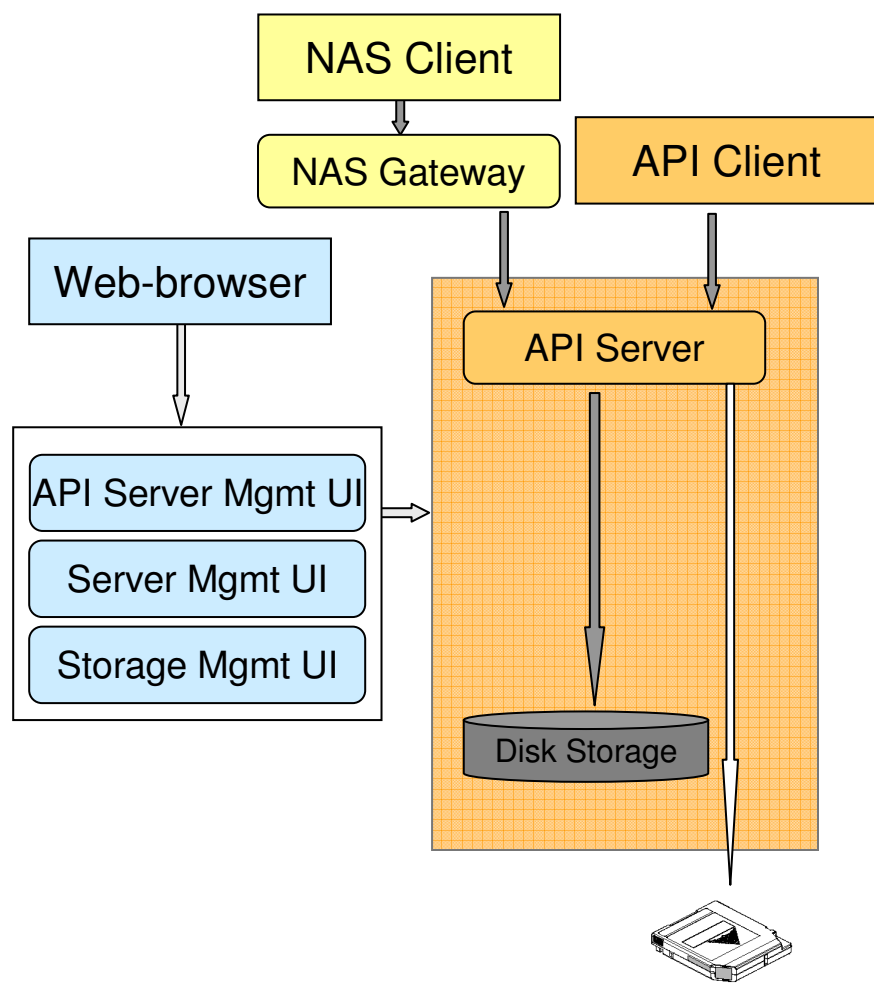 NAS Client
NAS Gateway
API Client
Web-browser
API Server
API Server Mgmt UI
Server Mgmt UI
Storage Mgmt UI
Disk Storage